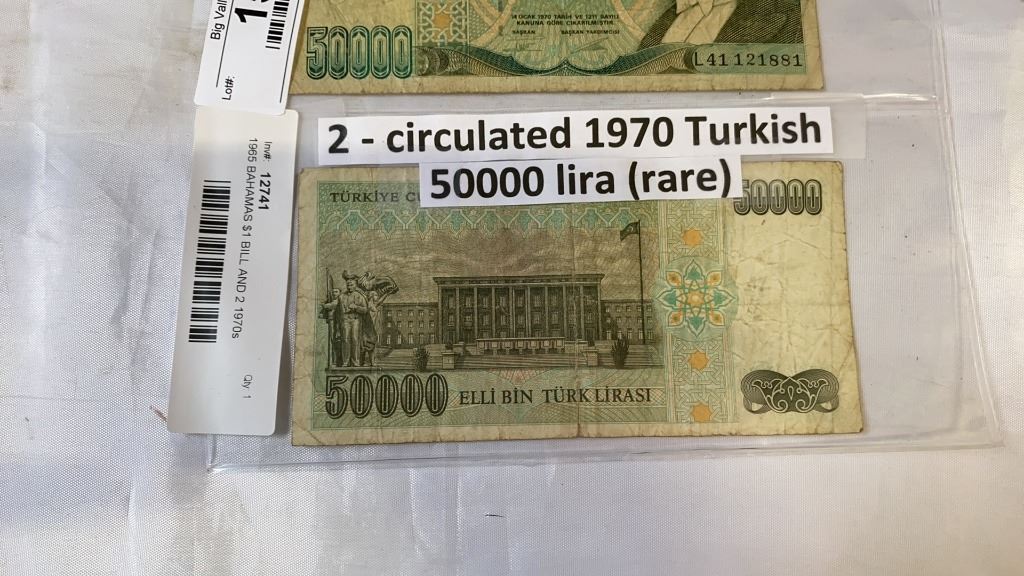 Big Vall
Lot#:
50000
14 OCAK 1970 TARİH VE 1211 SAYILI
KANUNA GÖRE ÇIKARILMIŞTIR.
BAŞKAN BAŞKAN YARDIMCISI
L41 121881
2 - circulated 1970 Turkish
50000 lira (rare)
Inv#: 12741
1965 BAHAMAS $1 BILL AND 2 1970s
Qty: 1
TÜRKİYE CU
50000
50000 ELLİ BİN TÜRK LİRASI